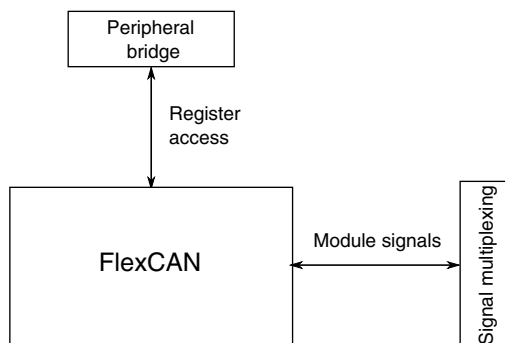 Peripheral
bridge
Register
access
FlexCAN
Module signals
Signal multiplexing